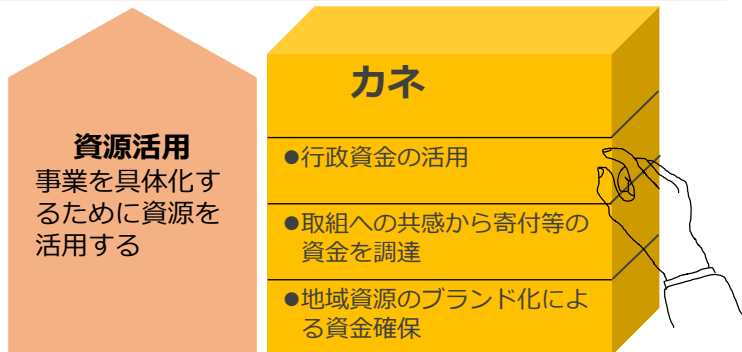 資源活用
事業を具体化す
るために資源を
活用する
カネ
●行政資金の活用
●取組への共感から寄付等の
資金を調達
●地域資源のブランド化によ
る資金確保